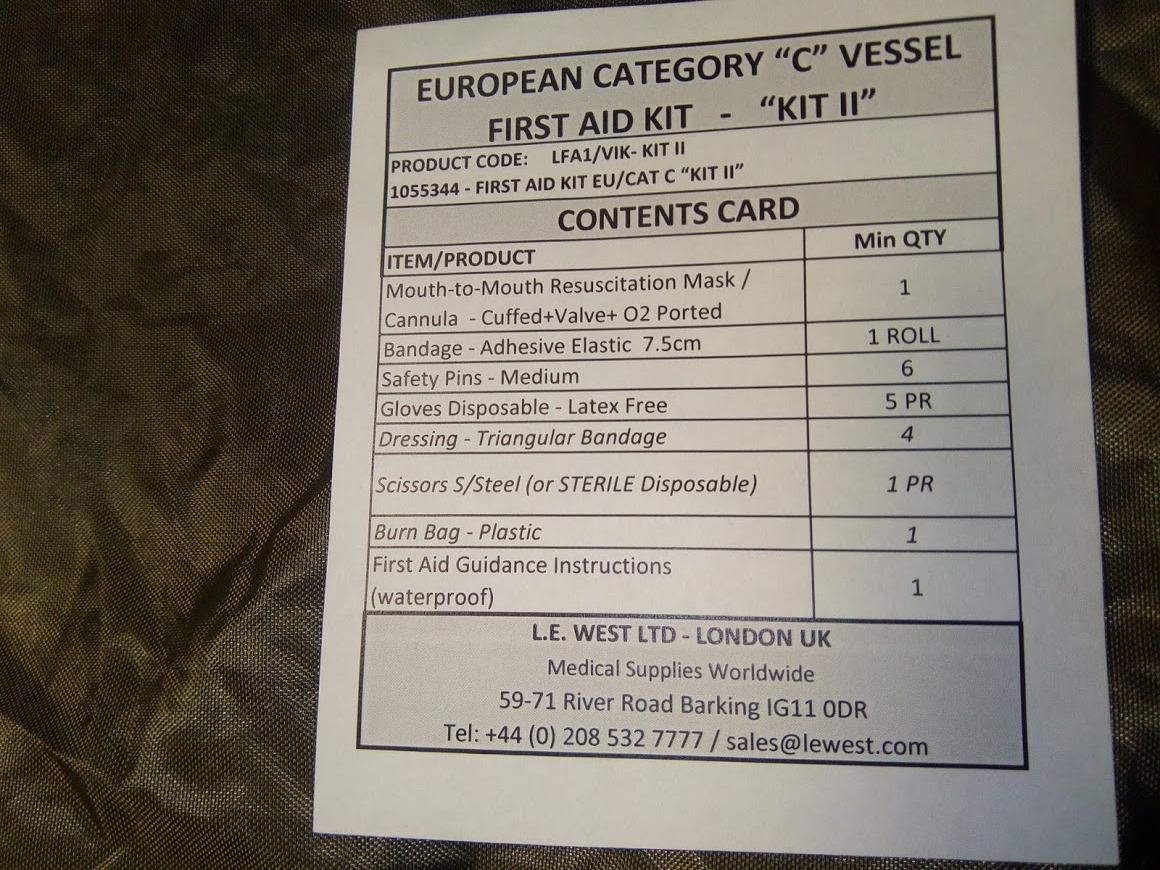 EUROPEAN CATEGORY “C” VESSEL
FIRST AID KIT - “KIT II”
PRODUCT CODE: LFA1/VIK- KIT II
1055344 - FIRST AID KIT EU/CAT C “KIT II”
CONTENTS CARD
ITEM/PRODUCT Min QTY
Mouth-to-Mouth Resuscitation Mask /
Cannula - Cuffed+Valve+ O2 Ported 1
Bandage - Adhesive Elastic 7.5cm 1 ROLL
Safety Pins - Medium 6
Gloves Disposable - Latex Free 5 PR
Dressing - Triangular Bandage 4
Scissors S/Steel (or STERILE Disposable) 1 PR
Burn Bag - Plastic 1
First Aid Guidance Instructions
(waterproof) 1
L.E. WEST LTD - LONDON UK
Medical Supplies Worldwide
59-71 River Road Barking IG11 0DR
Tel: +44 (0) 208 532 7777 / sales@lewest.com